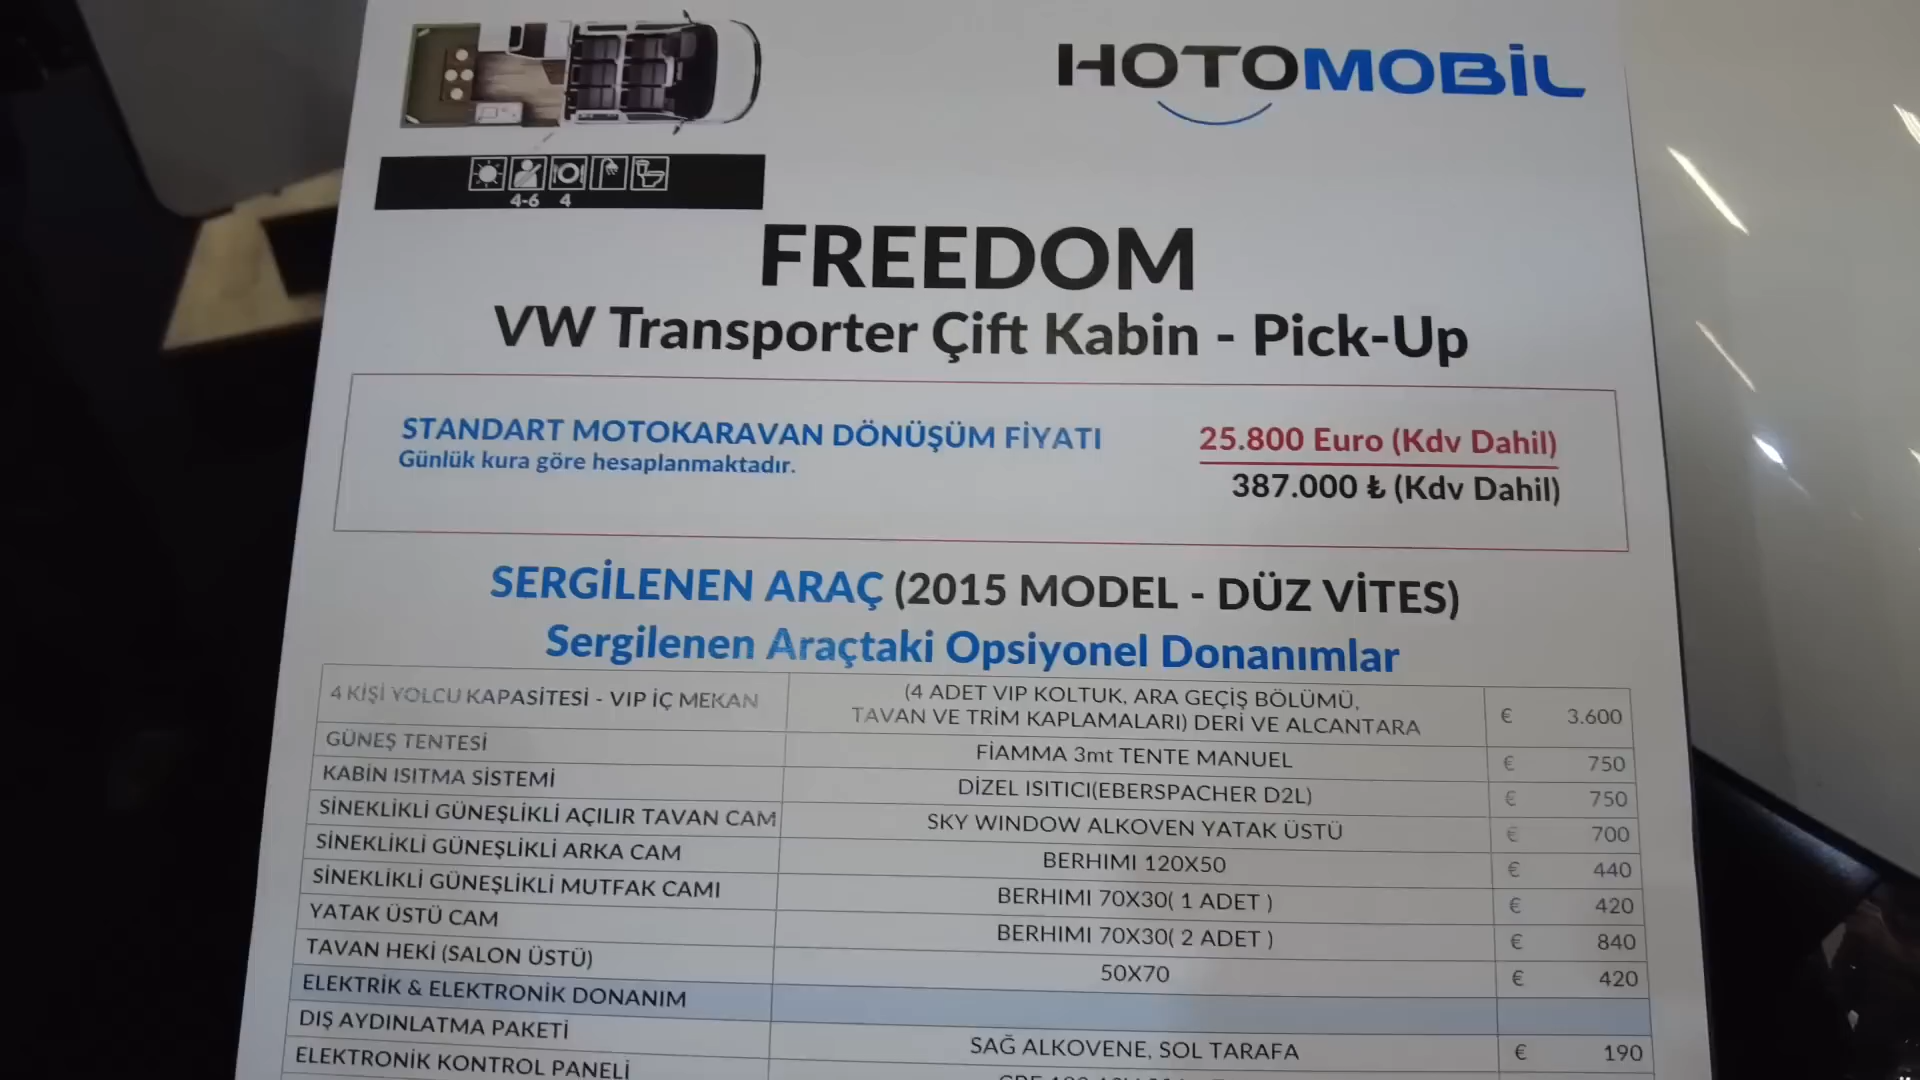 HOTOMOBİL
4-6 4
FREEDOM
VW Transporter Çift Kabin - Pick-Up
STANDART MOTOKARAVAN DÖNÜŞÜM FİYATI
Günlük kura göre hesaplanmaktadır.
25.800 Euro (Kdv Dahil)
387.000 ₺ (Kdv Dahil)
SERGİLENEN ARAÇ (2015 MODEL - DÜZ VİTES)
Sergilenen Araçtaki Opsiyonel Donanımlar
4 KİŞİ YOLCU KAPASİTESİ - VIP İÇ MEKAN
(4 ADET VIP KOLTUK, ARA GEÇİŞ BÖLÜMÜ,
TAVAN VE TRİM KAPLAMALARI) DERİ VE ALCANTARA
€ 3.600
GÜNEŞ TENTESİ FİAMMA 3mt TENTE MANUEL € 750
KABİN ISITMA SİSTEMİ DİZEL ISITICI(EBERSPACHER D2L) € 750
SİNEKLİKLİ GÜNEŞLİKLİ AÇILIR TAVAN CAM SKY WINDOW ALKOVEN YATAK ÜSTÜ € 700
SİNEKLİKLİ GÜNEŞLİKLİ ARKA CAM BERHIMI 120X50 € 440
SİNEKLİKLİ GÜNEŞLİKLİ MUTFAK CAMI BERHIMI 70X30( 1 ADET ) € 420
YATAK ÜSTÜ CAM BERHIMI 70X30( 2 ADET ) € 840
TAVAN HEKİ (SALON ÜSTÜ) 50X70 € 420
ELEKTRİK & ELEKTRONİK DONANIM
DIŞ AYDINLATMA PAKETİ SAĞ ALKOVENE, SOL TARAFA € 190
ELEKTRONİK KONTROL PANELİ